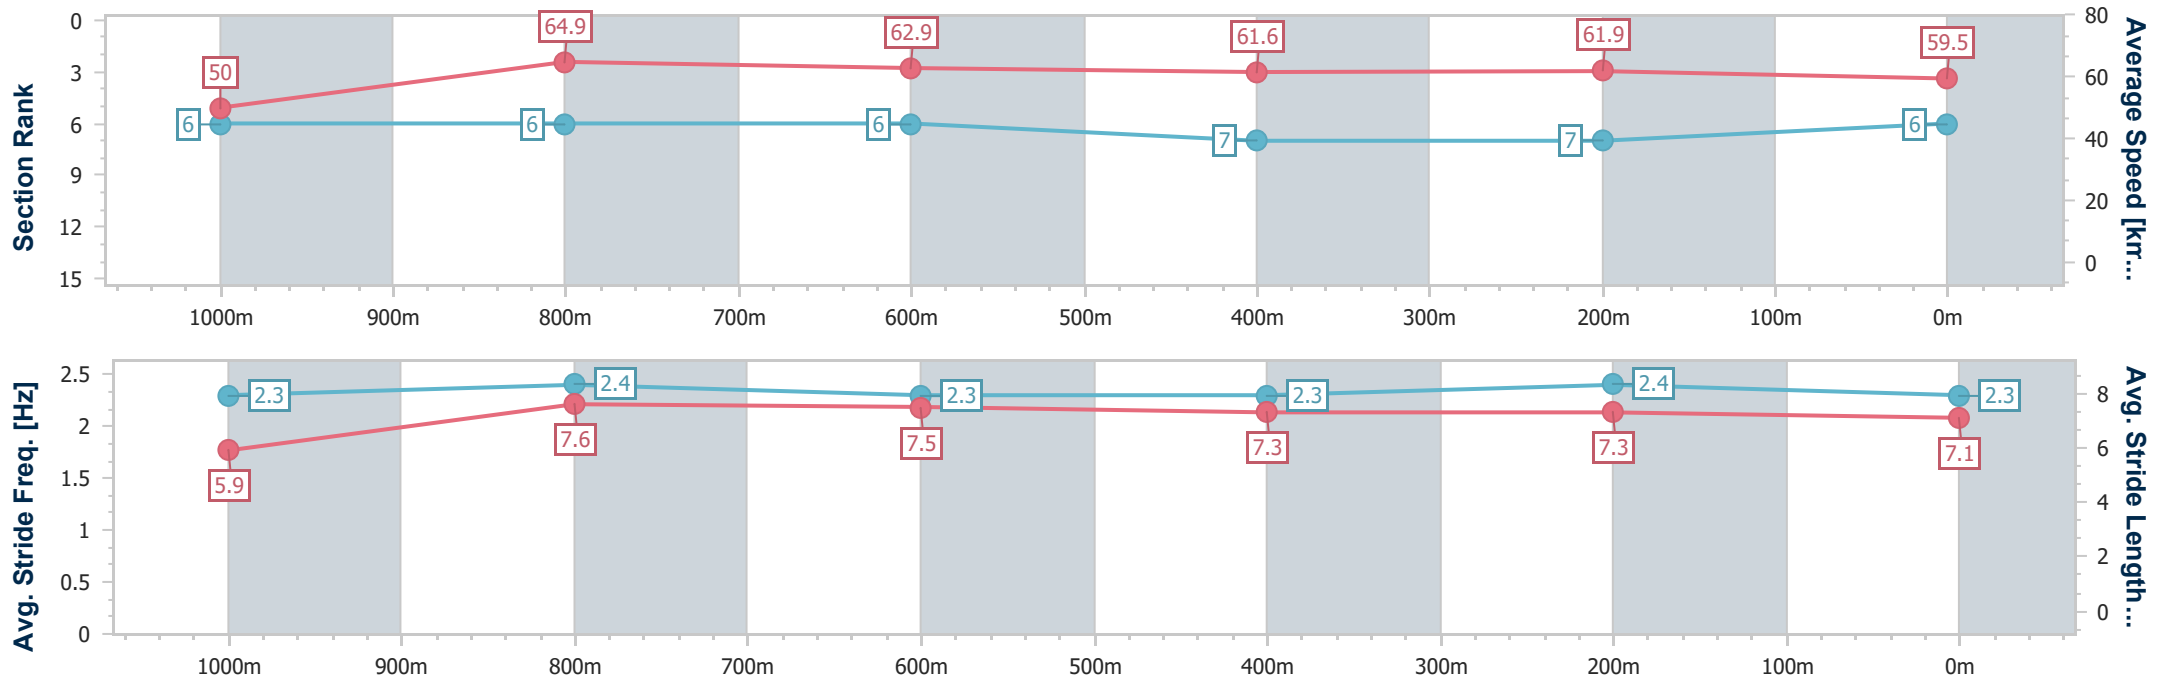 Section Rank
0
3
6
9
12
15
50
64.9
62.9
61.6
61.9
59.5
6
6
6
7
7
6
80
60
40
20
0
Average Speed [km...
1000m
900m
800m
700m
600m
500m
400m
300m
200m
100m
0m
Avg. Stride Freq. [Hz]
2.5
2
1.5
1
0.5
0
2.3
2.4
2.3
2.3
2.4
2.3
5.9
7.6
7.5
7.3
7.3
7.1
8
6
4
2
0
Avg. Stride Length...
1000m
900m
800m
700m
600m
500m
400m
300m
200m
100m
0m